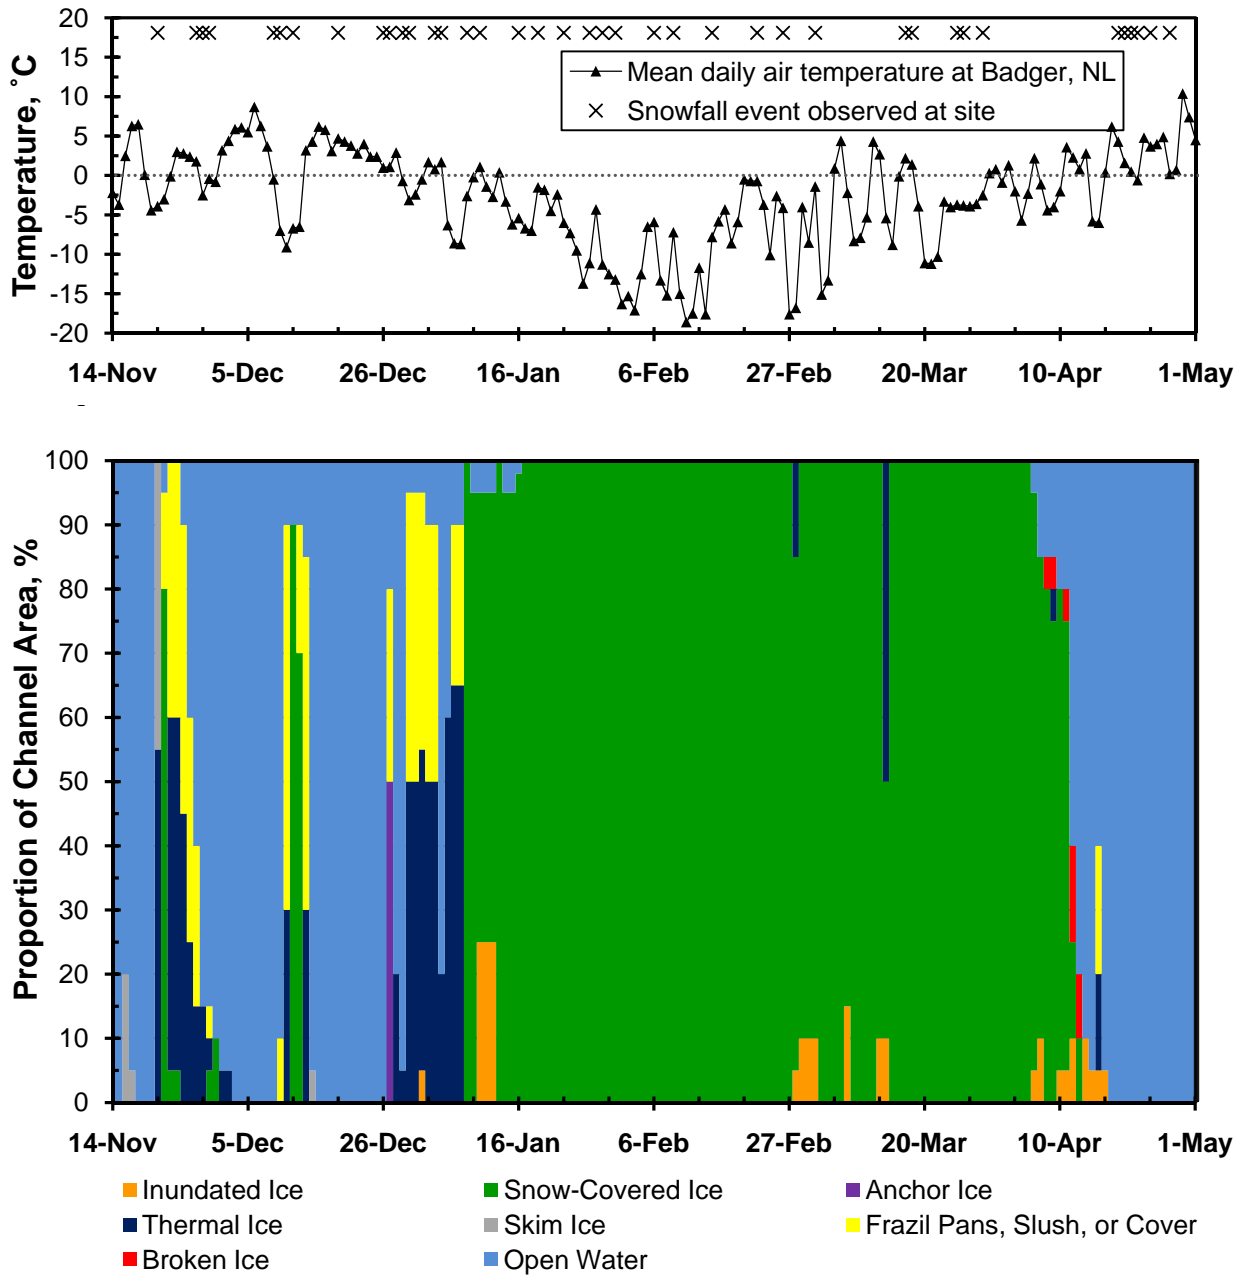 20
15
10
5
0
-5
-10
-15
-20
Temperature, ˚C
Mean daily air temperature at Badger, NL
Snowfall event observed at site
14-Nov 5-Dec 26-Dec 16-Jan 6-Feb 27-Feb 20-Mar 10-Apr 1-May
100
90
80
70
60
50
40
30
20
10
0
Proportion of Channel Area, %
14-Nov 5-Dec 26-Dec 16-Jan 6-Feb 27-Feb 20-Mar 10-Apr 1-May
Inundated Ice Snow-Covered Ice Anchor Ice
Thermal Ice Skim Ice Frazil Pans, Slush, or Cover
Broken Ice Open Water